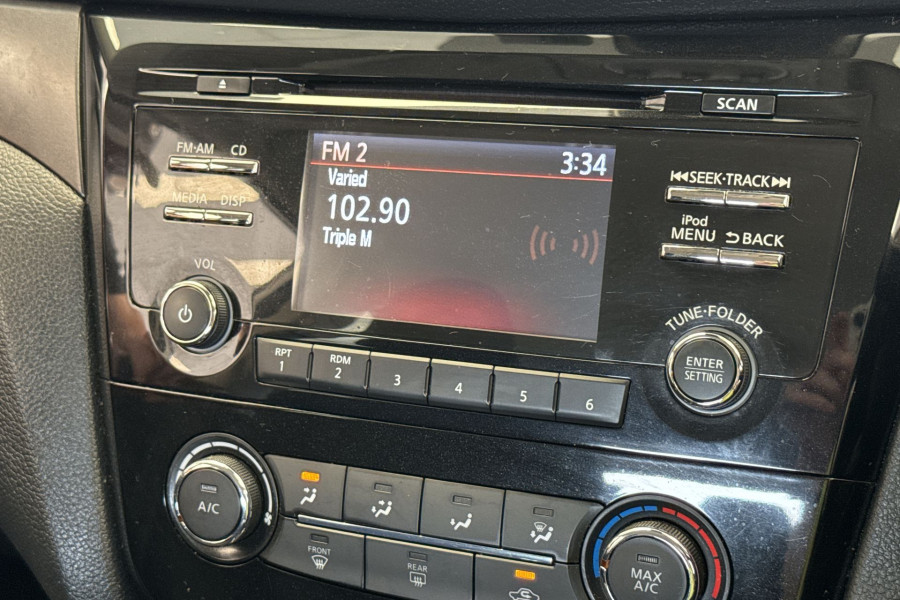 SCAN
FM·AM CD
MEDIA DISP
VOL
FM 2 3:34
Varied
102.90
Triple M
SEEK·TRACK
iPod
MENU BACK
TUNE·FOLDER
ENTER
SETTING
RPT
1
RDM
2
3
4
5
6
A/C
FRONT
REAR
MAX
A/C